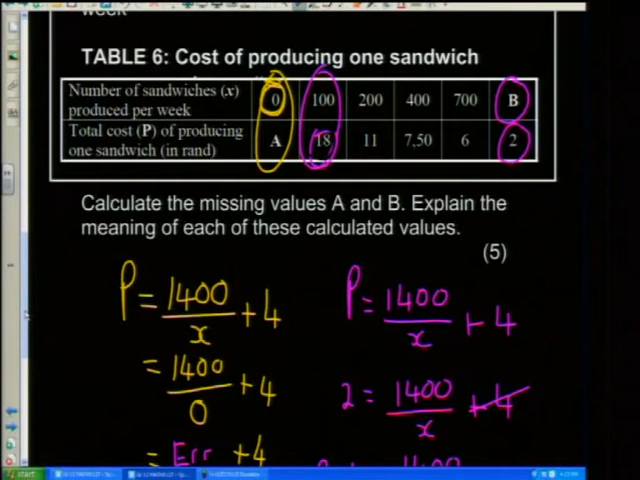 week
TABLE 6: Cost of producing one sandwich
Number of sandwiches (x) produced per week 0 100 200 400 700 B
Total cost (P) of producing one sandwich (in rand) A 18 11 7,50 6 2
Calculate the missing values A and B. Explain the
meaning of each of these calculated values.
(5)
P = 1400/x + 4
= 1400/0 + 4
= Err + 4
P = 1400/x + 4
2 = 1400/x + 4